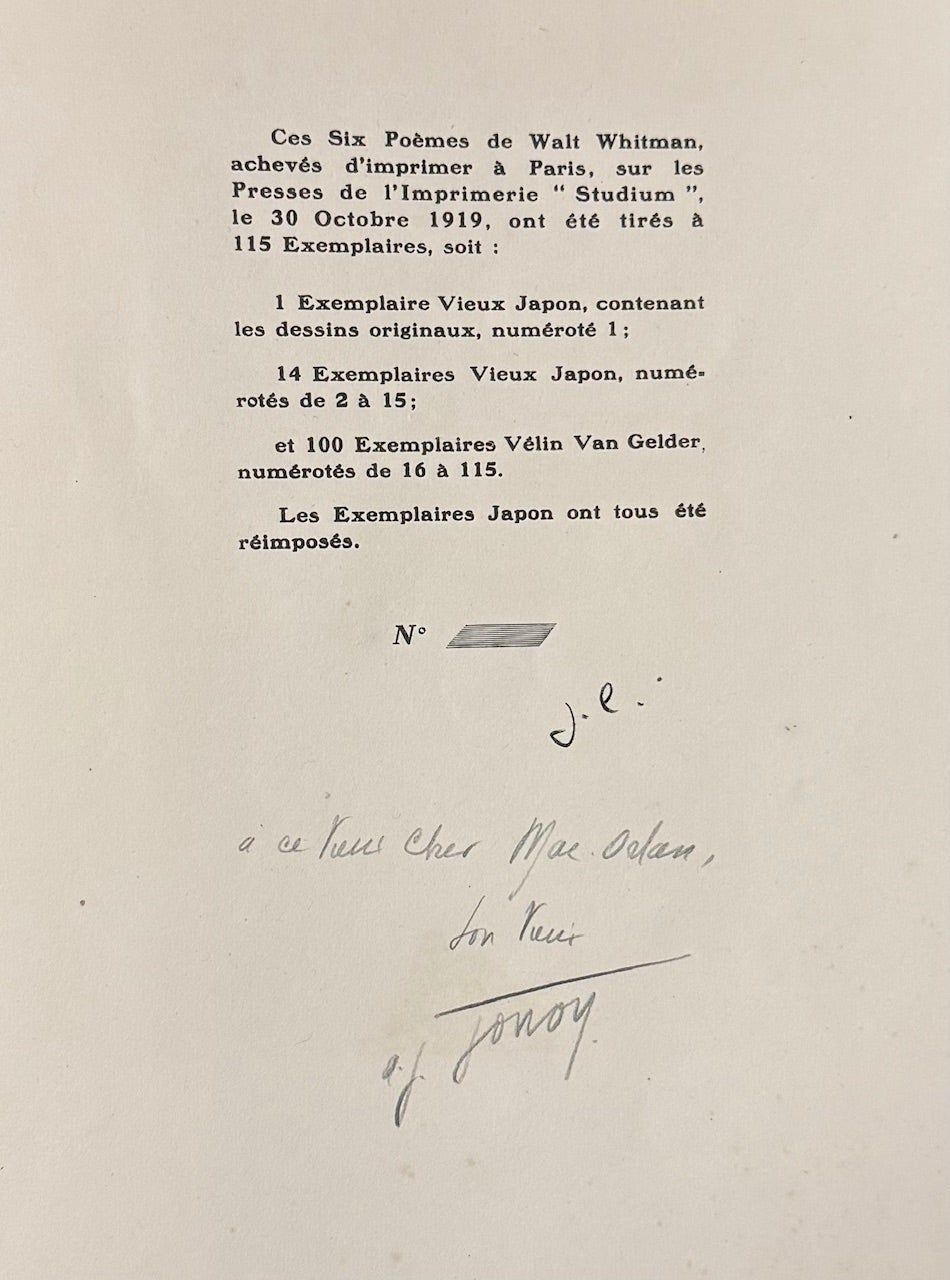 Ces Six Poèmes de Walt Whitman,
achevés d'imprimer à Paris, sur les
Presses de l'Imprimerie “ Studium ”,
le 30 Octobre 1919, ont été tirés à
115 Exemplaires, soit :
1 Exemplaire Vieux Japon, contenant
les dessins originaux, numéroté 1 ;
14 Exemplaires Vieux Japon, numé-
rotés de 2 à 15 ;
et 100 Exemplaires Vélin Van Gelder,
numérotés de 16 à 115.
Les Exemplaires Japon ont tous été
réimposés.
N°
à ce vieux cher Mac Orlan,
son vieux
a.j. Gonon